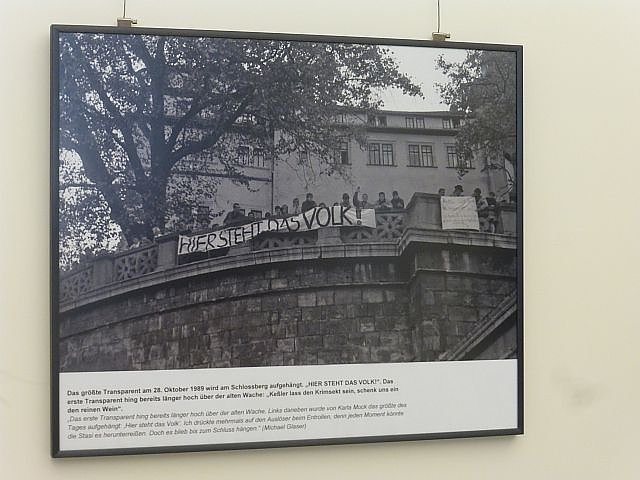 HIER STEHT DAS VOLK!
Das größte Transparent am 28. Oktober 1989 wird am Schlossberg aufgehängt. „HIER STEHT DAS VOLK!“. Das
erste Transparent hing bereits länger hoch über der alten Wache: „Keßler lass den Krimsekt sein, schenk uns ein
den reinen Wein“.
„Das erste Transparent hing bereits länger hoch über der alten Wache. Links daneben wurde von Karla Mock das größte des
Tages aufgehängt: ‚Hier steht das Volk‘. Ich drückte mehrmals auf den Auslöser beim Entrollen, denn jeden Moment könnte
die Stasi es herunterreißen. Doch es blieb bis zum Schluss hängen.“ (Michael Glaser)